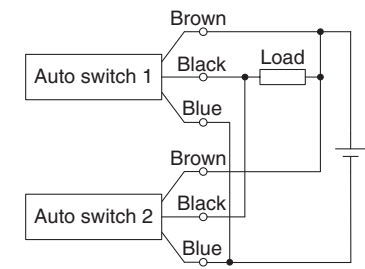 Brown
Black
Load
Auto switch 1
Blue
Brown
Black
Auto switch 2
Blue